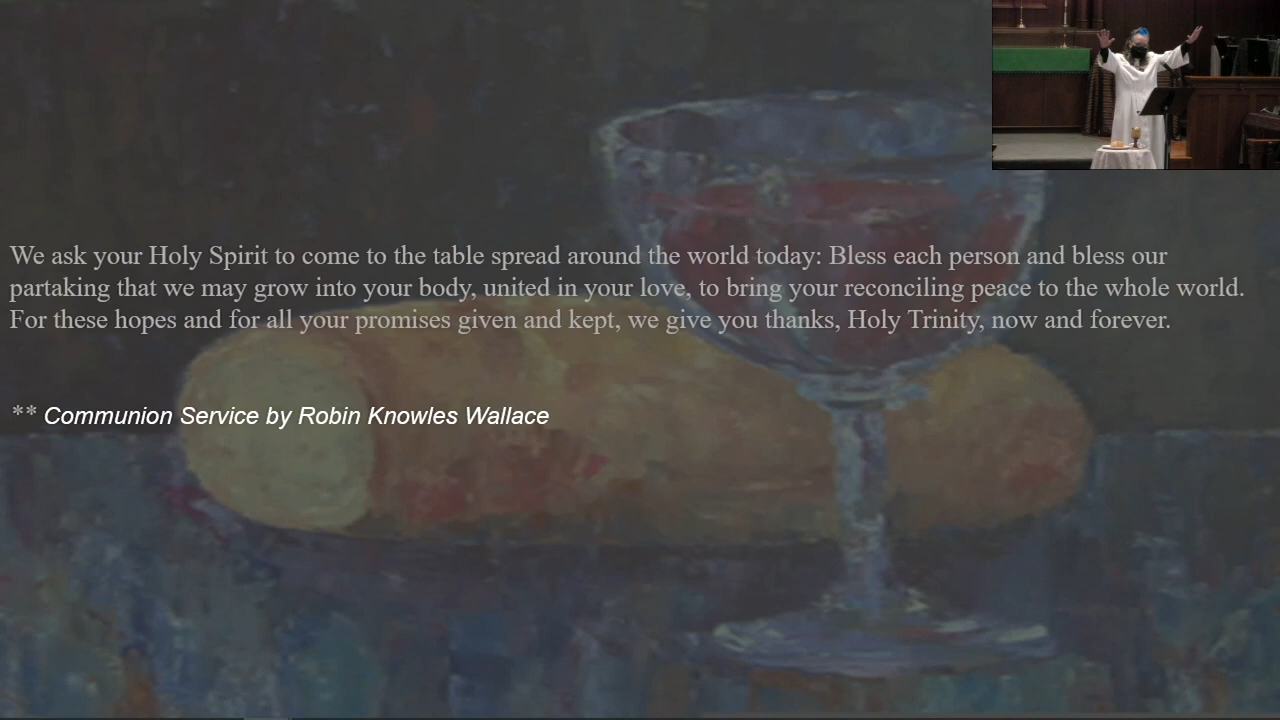 We ask your Holy Spirit to come to the table spread around the world today: Bless each person and bless our
partaking that we may grow into your body, united in your love, to bring your reconciling peace to the whole world.
For these hopes and for all your promises given and kept, we give you thanks, Holy Trinity, now and forever.
** Communion Service by Robin Knowles Wallace